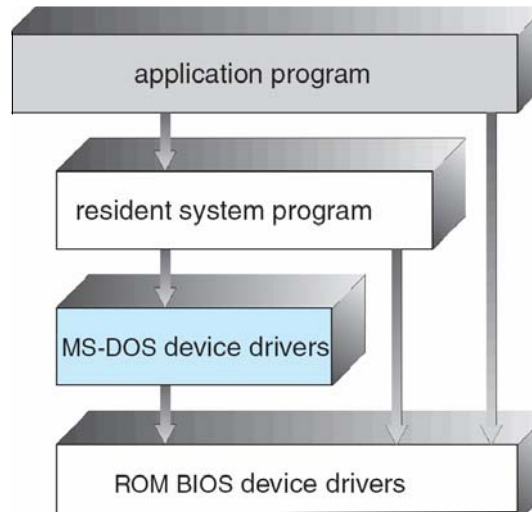 application program
resident system program
MS-DOS device drivers
ROM BIOS device drivers